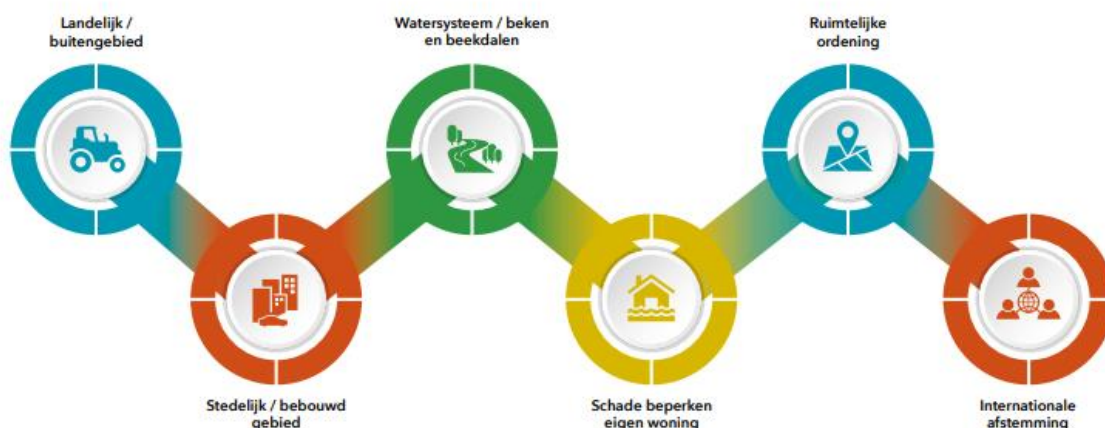 Landelijk /
buitengebied
Watersysteem / beken
en beekdalen
Ruimtelijke
ordening
Stedelijk / bebouwd
gebied
Schade beperken
eigen woning
Internationale
afstemming